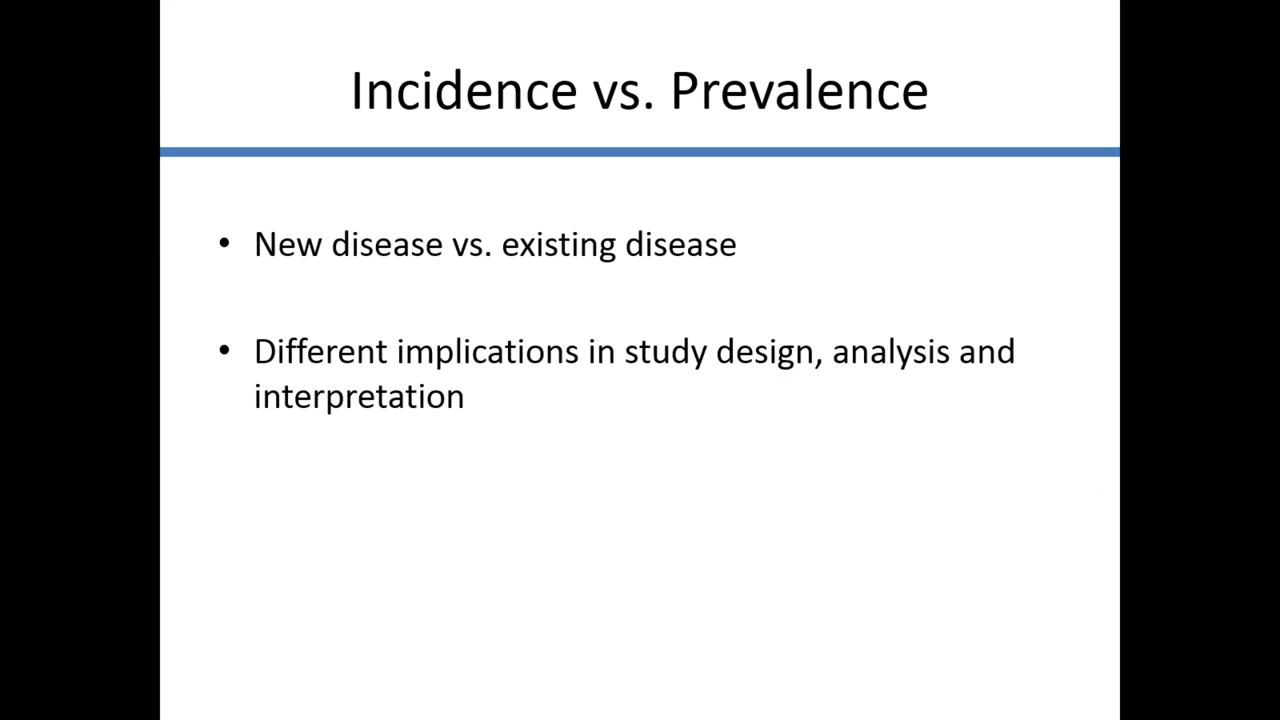 Incidence vs. Prevalence
• New disease vs. existing disease
• Different implications in study design, analysis and
interpretation